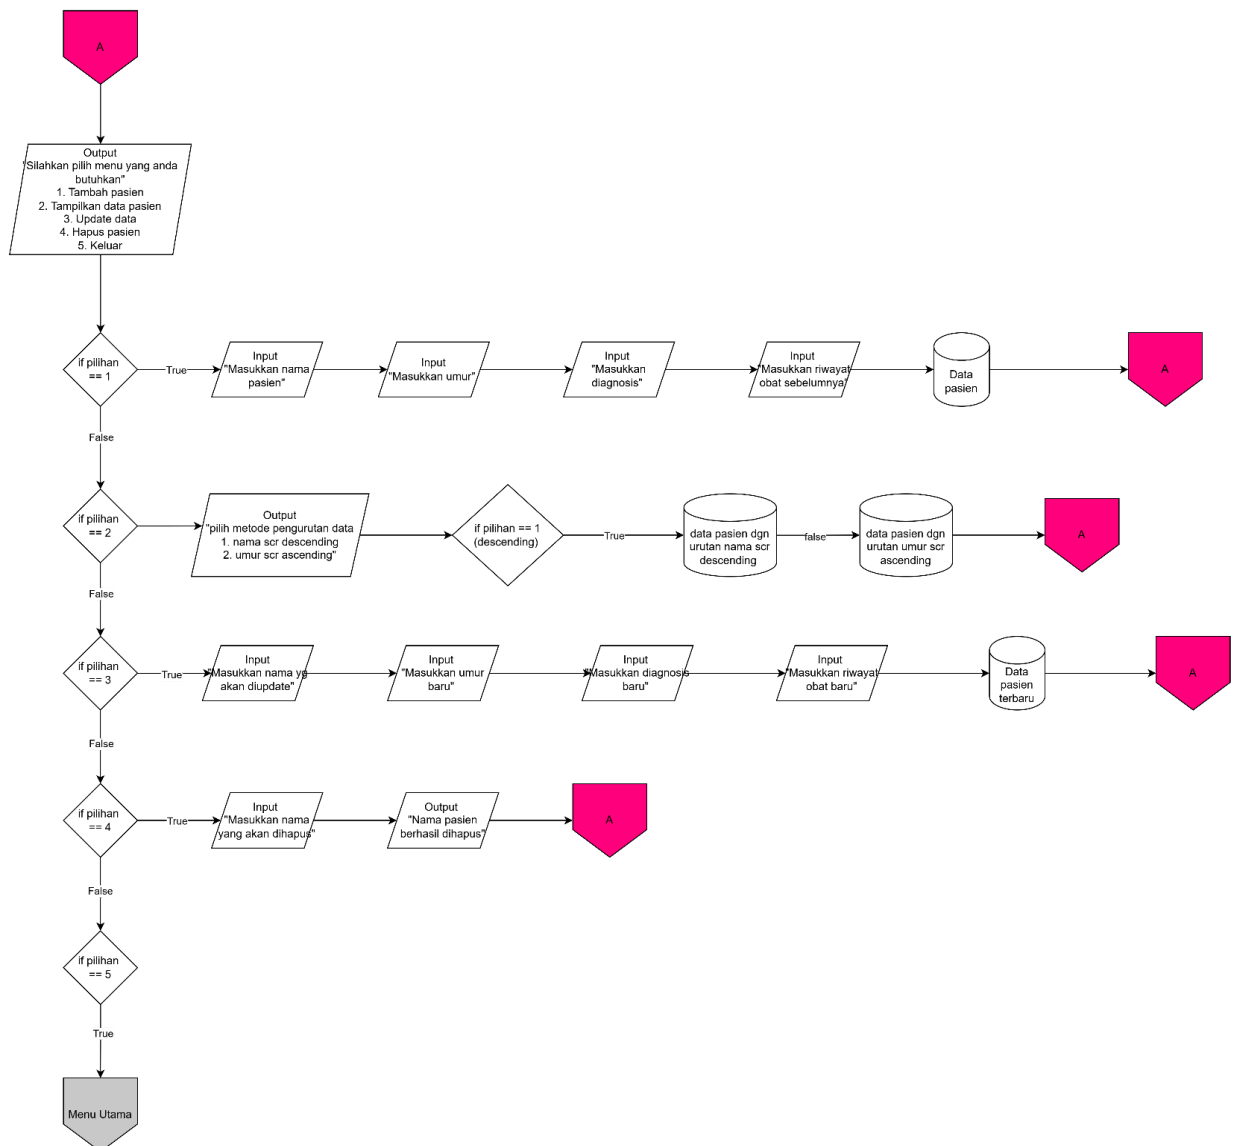 A
Output
"Silahkan pilih menu yang anda
butuhkan"
1. Tambah pasien
2. Tampilkan data pasien
3. Update data
4. Hapus pasien
5. Keluar
if pilihan
== 1
True
Input
"Masukkan nama
pasien"
Input
"Masukkan umur"
Input
"Masukkan
diagnosis"
Input
"Masukkan riwayat
obat sebelumnya"
Data
pasien
A
False
if pilihan
== 2
Output
"pilih metode pengurutan data
1. nama scr descending
2. umur scr ascending"
if pilihan == 1
(descending)
True
data pasien dgn
urutan nama scr
descending
false
data pasien dgn
urutan umur scr
ascending
A
False
if pilihan
== 3
True
Input
"Masukkan nama yg
akan diupdate"
Input
"Masukkan umur
baru"
Input
"Masukkan diagnosis
baru"
Input
"Masukkan riwayat
obat baru"
Data
pasien
terbaru
A
False
if pilihan
== 4
True
Input
"Masukkan nama
yang akan dihapus"
Output
"Nama pasien
berhasil dihapus"
A
False
if pilihan
== 5
True
Menu Utama